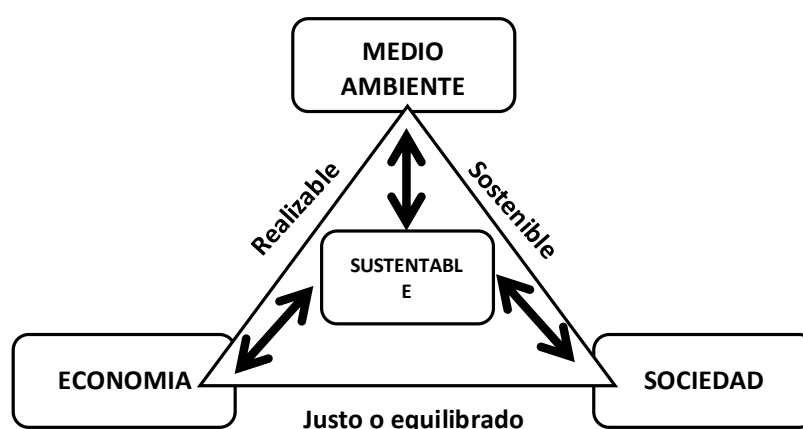 MEDIO
AMBIENTE
Realizable
Sostenible
SUSTENTABL
E
ECONOMIA
SOCIEDAD
Justo o equilibrado